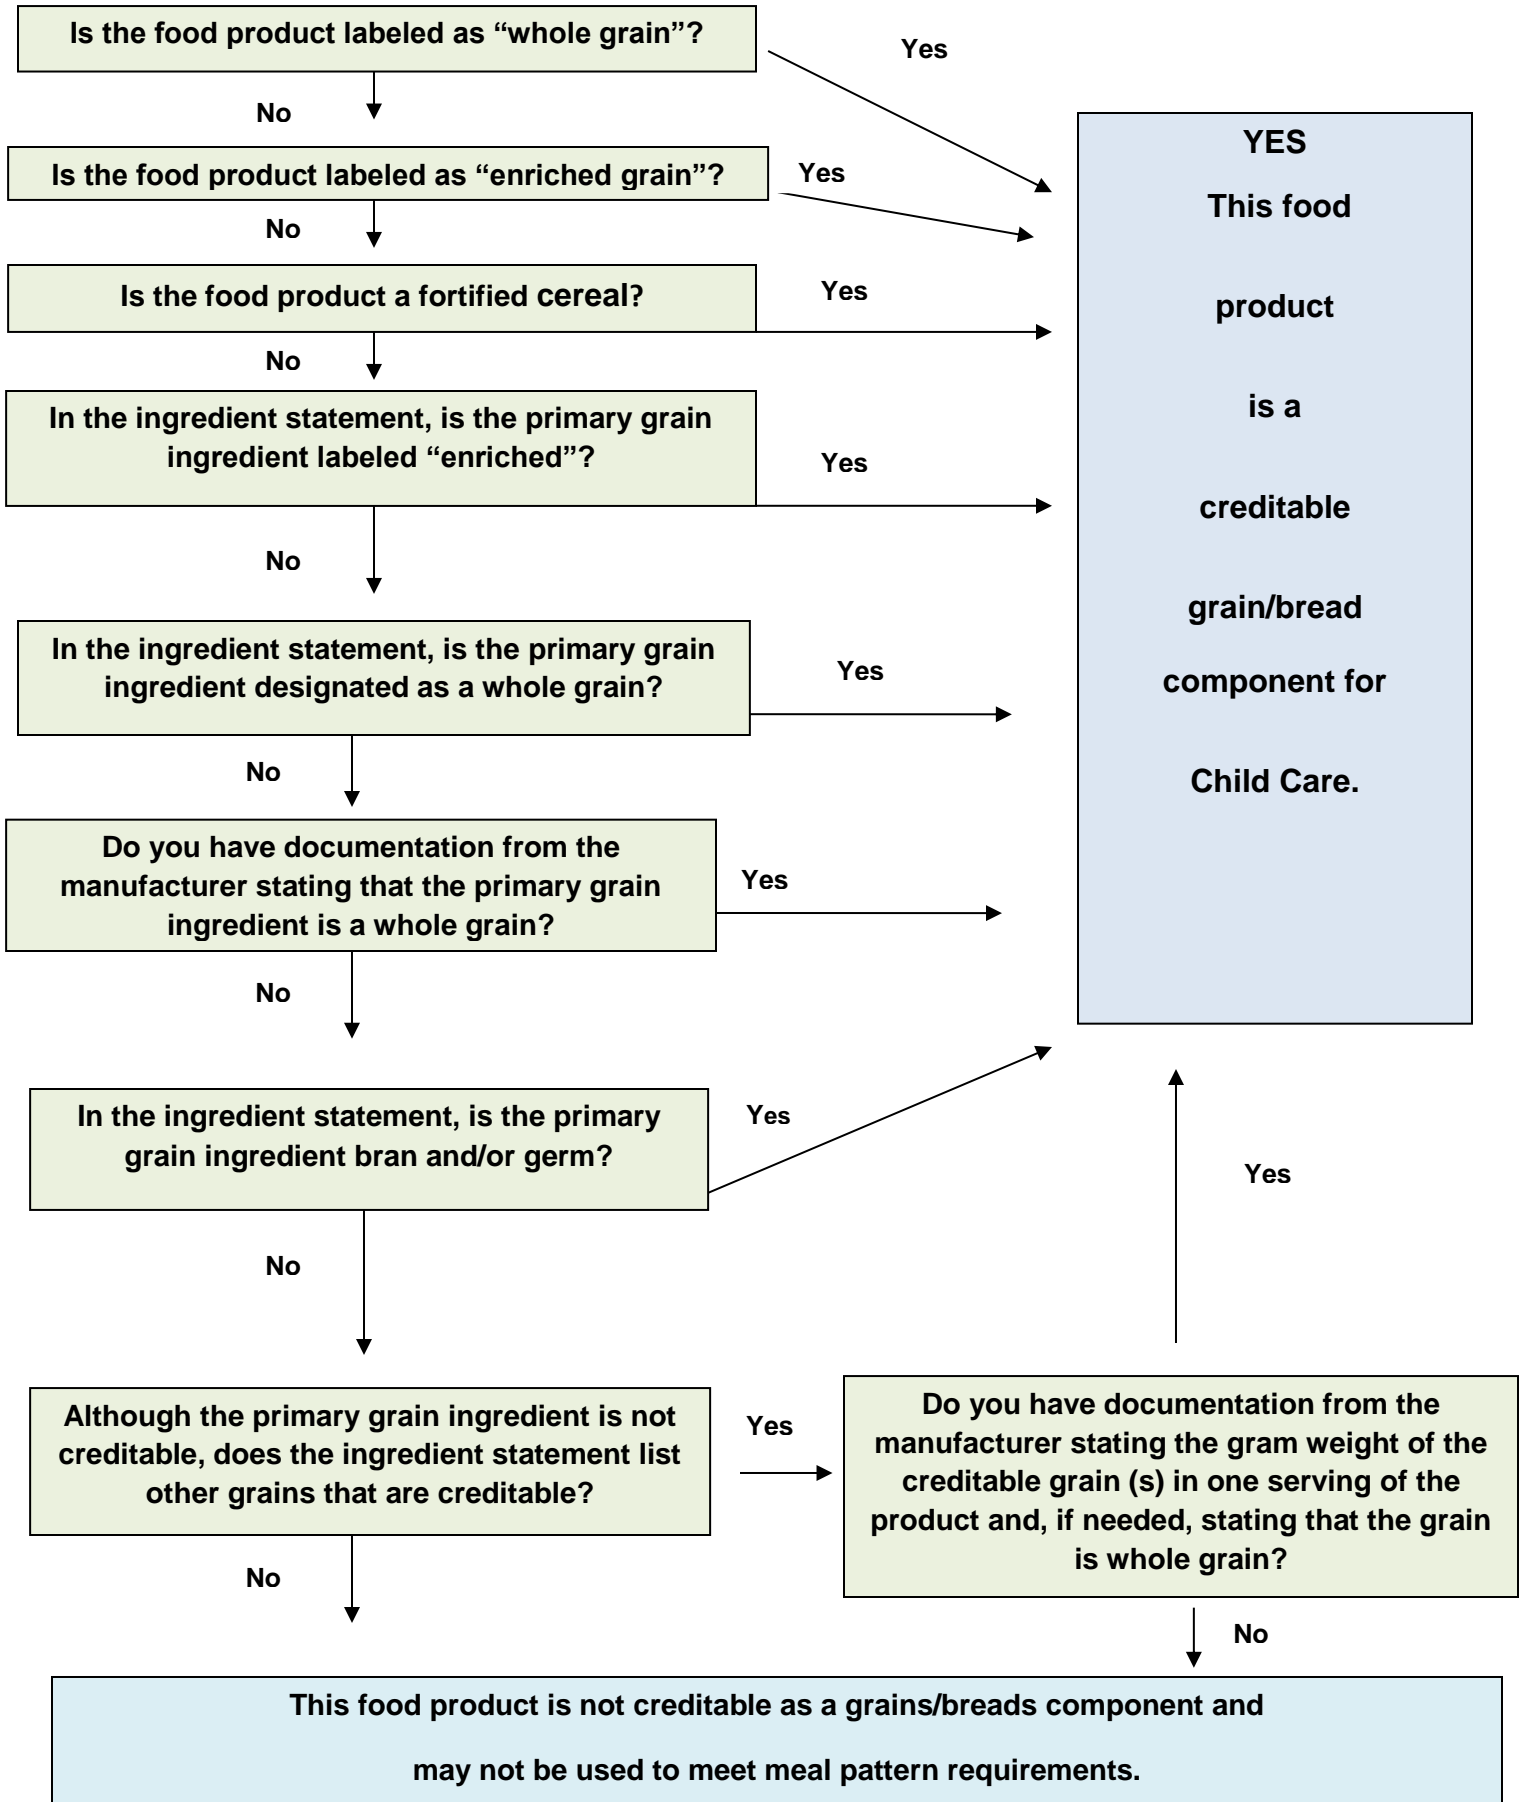 Is the food product labeled as “whole grain”?
Yes
No
Is the food product labeled as “enriched grain”?
Yes
No
Is the food product a fortified cereal?
Yes
No
In the ingredient statement, is the primary grain
ingredient labeled “enriched”?
Yes
No
In the ingredient statement, is the primary grain
ingredient designated as a whole grain?
Yes
No
Do you have documentation from the
manufacturer stating that the primary grain
ingredient is a whole grain?
Yes
No
In the ingredient statement, is the primary
grain ingredient bran and/or germ?
Yes
No
Although the primary grain ingredient is not
creditable, does the ingredient statement list
other grains that are creditable?
Yes
No
Do you have documentation from the
manufacturer stating the gram weight of the
creditable grain (s) in one serving of the
product and, if needed, stating that the grain
is whole grain?
Yes
No
YES
This food
product
is a
creditable
grain/bread
component for
Child Care.
This food product is not creditable as a grains/breads component and
may not be used to meet meal pattern requirements.